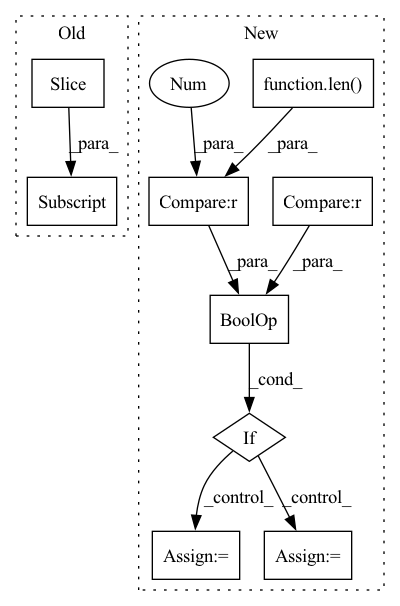 Old
New
Slice
Num
function.len()
_para_
_para_
_para_
Subscript
Compare:r
Compare:r
_para_
_para_
BoolOp
_cond_
If
_control_
_control_
Assign:=
Assign:=